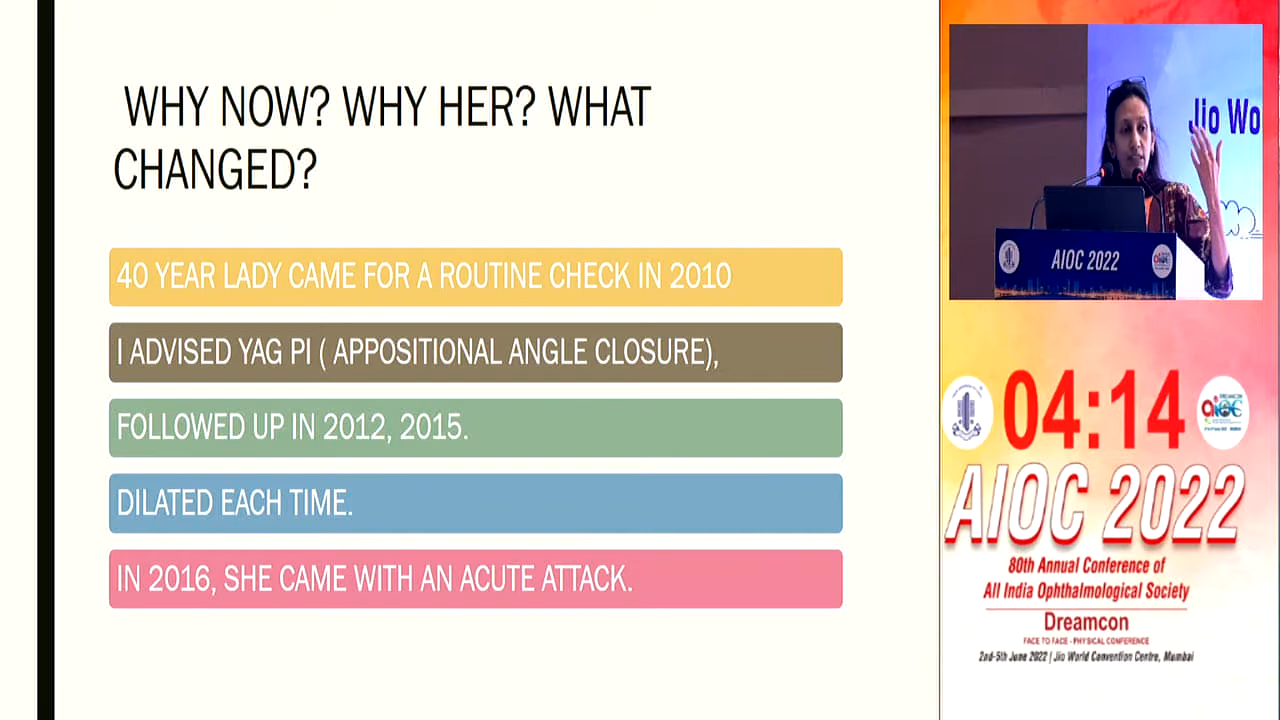 WHY NOW? WHY HER? WHAT
CHANGED?
40 YEAR LADY CAME FOR A ROUTINE CHECK IN 2010
I ADVISED YAG PI ( APPOSITIONAL ANGLE CLOSURE),
FOLLOWED UP IN 2012, 2015.
DILATED EACH TIME.
IN 2016, SHE CAME WITH AN ACUTE ATTACK.
Jio Wo
AIOC 2022
04:14
AIOC 2022
80th Annual Conference of
All India Ophthalmological Society
Dreamcon
FACE TO FACE - PHYSICAL CONFERENCE
2nd-5th June 2022 | Jio World Convention Centre, Mumbai